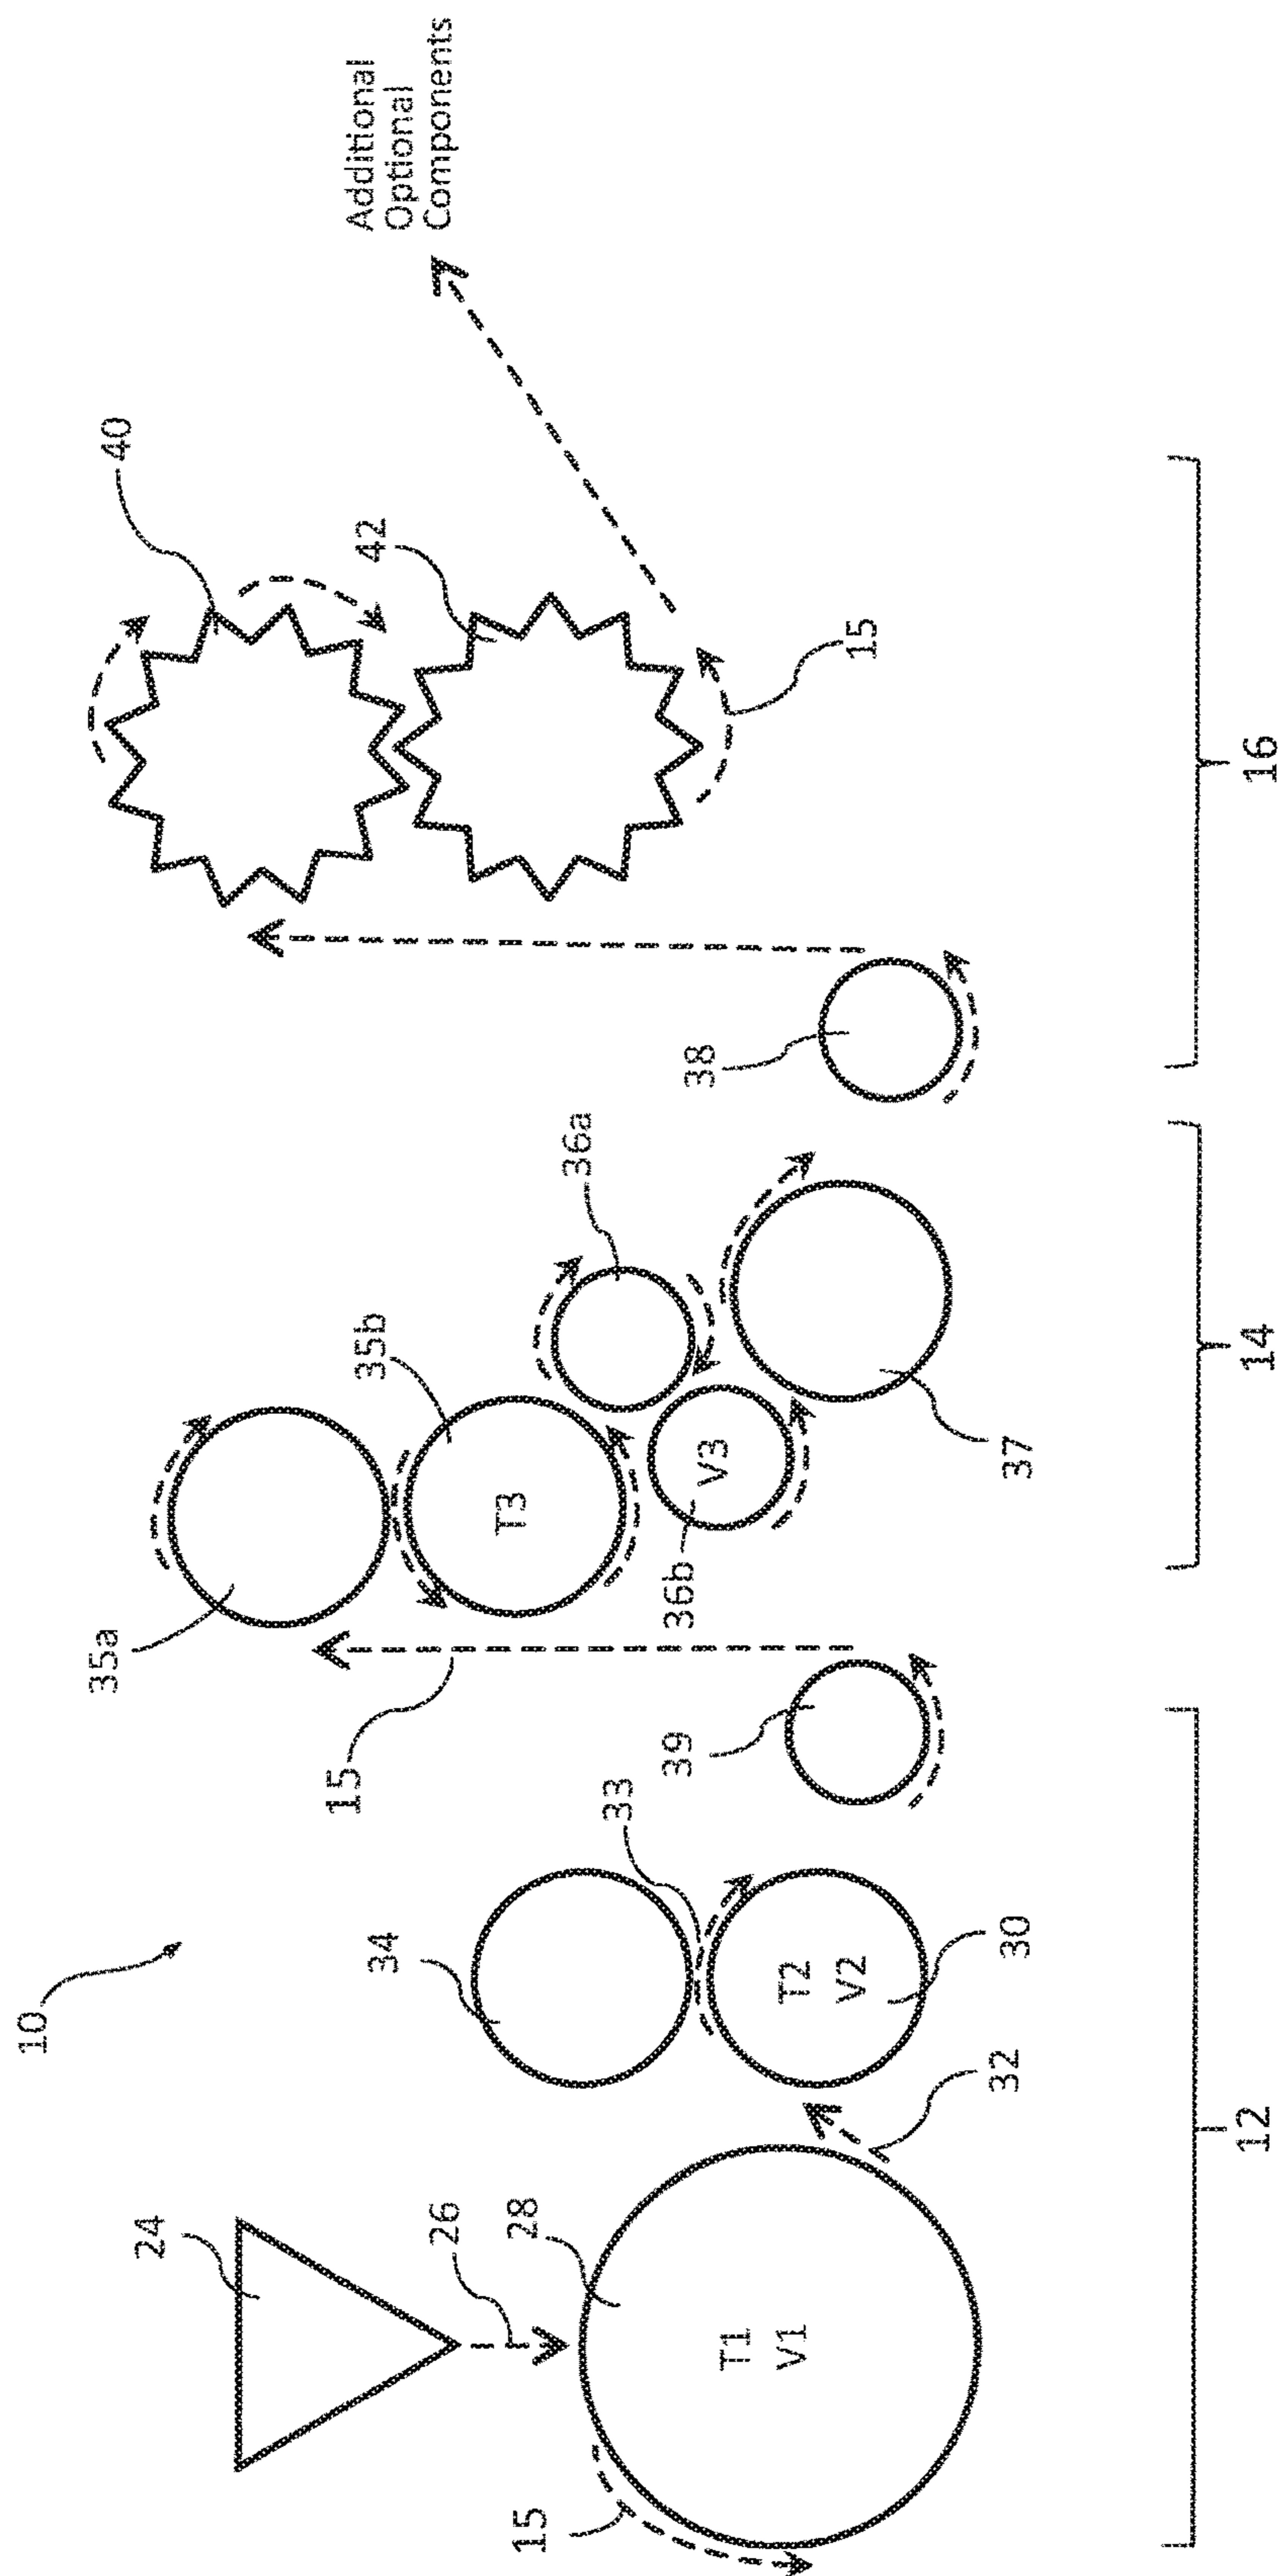 10
24
26
28
T1
V1
15
32
34
33
T2
V2
30
39
12
15
35a
35b
T3
36a
36b
V3
37
14
38
40
42
15
16
Additional
Optional
Components